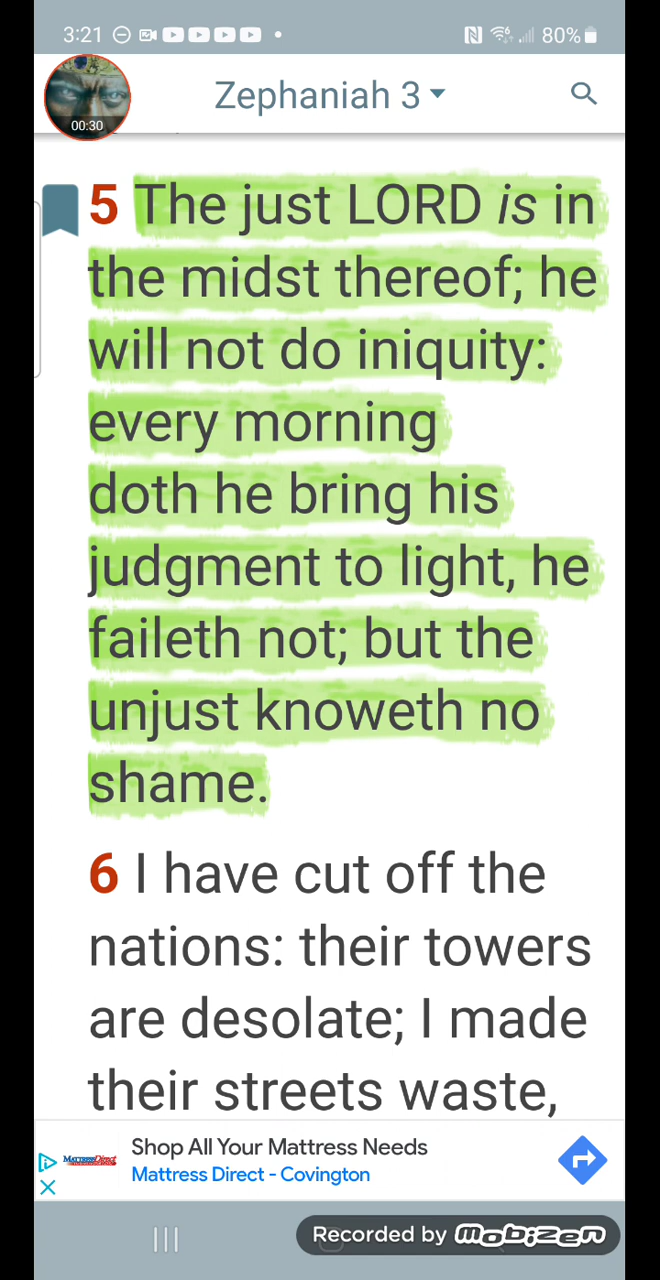 3:21 80%
00:30
Zephaniah 3
5 The just LORD is in
the midst thereof; he
will not do iniquity:
every morning
doth he bring his
judgment to light, he
faileth not; but the
unjust knoweth no
shame.
6 I have cut off the
nations: their towers
are desolate; I made
their streets waste,
Shop All Your Mattress Needs
MATTRESS Direct
Mattress Direct - Covington
Recorded by mobizen